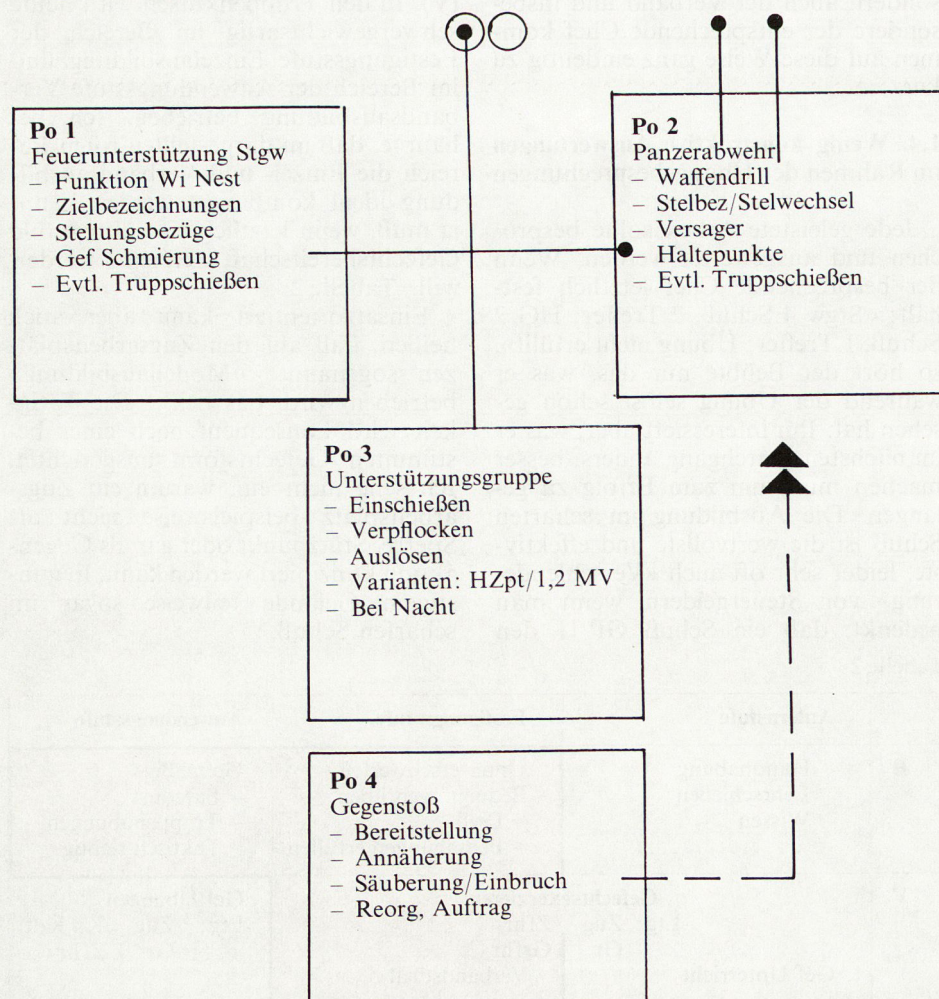 Po 1
Feuerunterstützung Stgw
– Funktion Wi Nest
– Zielbezeichnungen
– Stellungsbezüge
– Gef Schmierung
– Evtl. Truppschießen
Po 2
Panzerabwehr
– Waffendrill
– Stelbez/Stelwechsel
– Versager
– Haltepunkte
– Evtl. Truppschießen
Po 3
Unterstützungsgruppe
– Einschießen
– Verpflocken
– Auslösen
– Varianten: HZpt/1.2 MV
– Bei Nacht
Po 4
Gegenstoß
– Bereitstellung
– Annäherung
– Säuberung/Einbruch
– Reorg, Auftrag